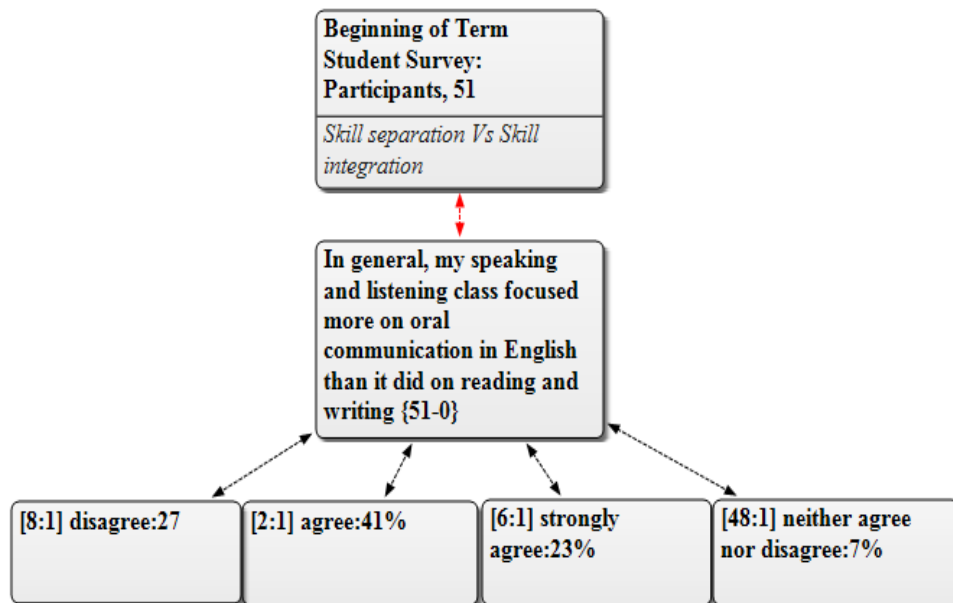 Beginning of Term
Student Survey:
Participants, 51
Skill separation Vs Skill
integration
In general, my speaking
and listening class focused
more on oral
communication in English
than it did on reading and
writing {51-0}
[8:1] disagree:27
[2:1] agree:41%
[6:1] strongly
agree:23%
[48:1] neither agree
nor disagree:7%